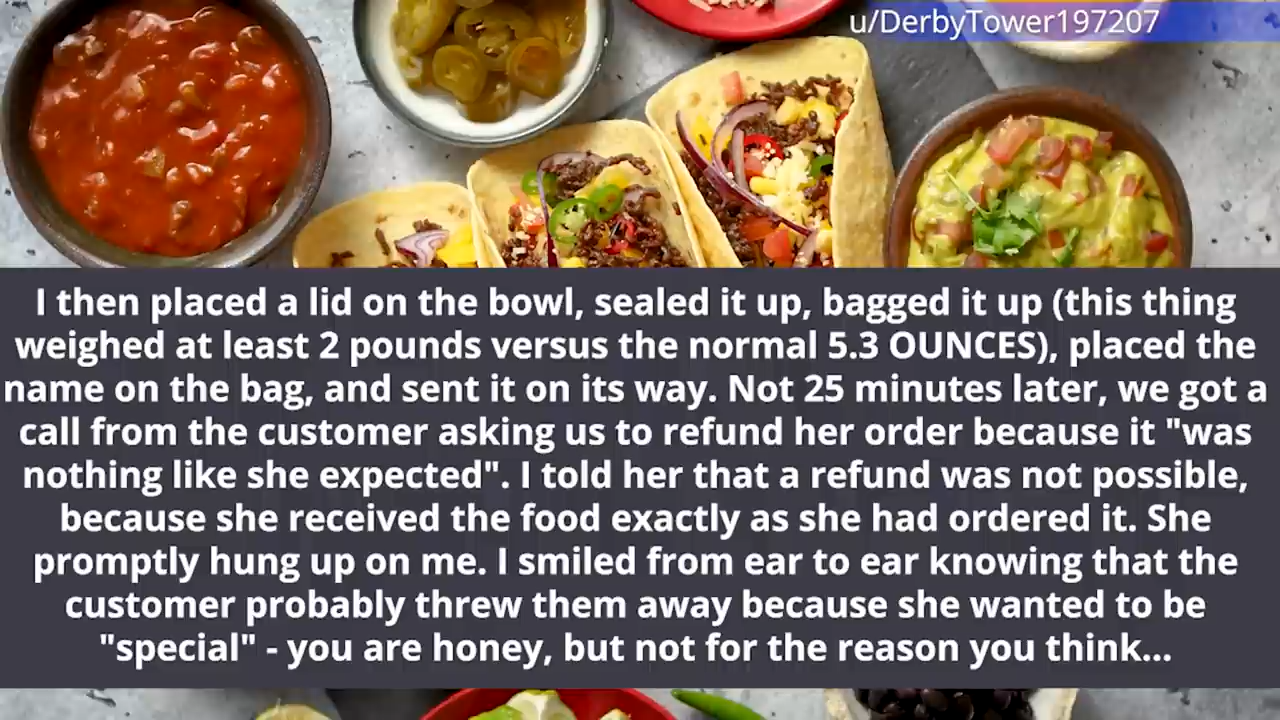 u/DerbyTower197207
I then placed a lid on the bowl, sealed it up, bagged it up (this thing
weighed at least 2 pounds versus the normal 5.3 OUNCES), placed the
name on the bag, and sent it on its way. Not 25 minutes later, we got a
call from the customer asking us to refund her order because it "was
nothing like she expected". I told her that a refund was not possible,
because she received the food exactly as she had ordered it. She
promptly hung up on me. I smiled from ear to ear knowing that the
customer probably threw them away because she wanted to be
"special" - you are honey, but not for the reason you think...